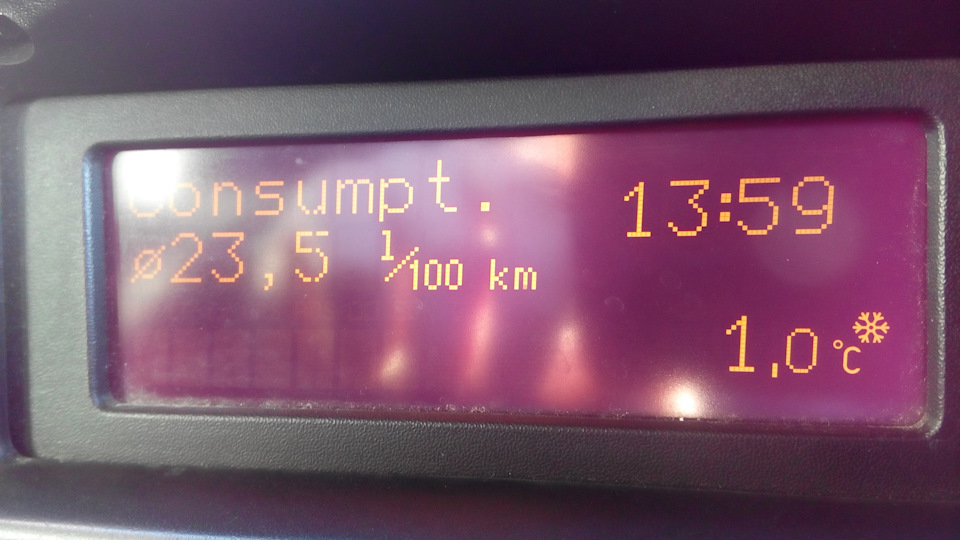 Consumpt. 13:59
ø23,5 l/100 km
1,0 °C